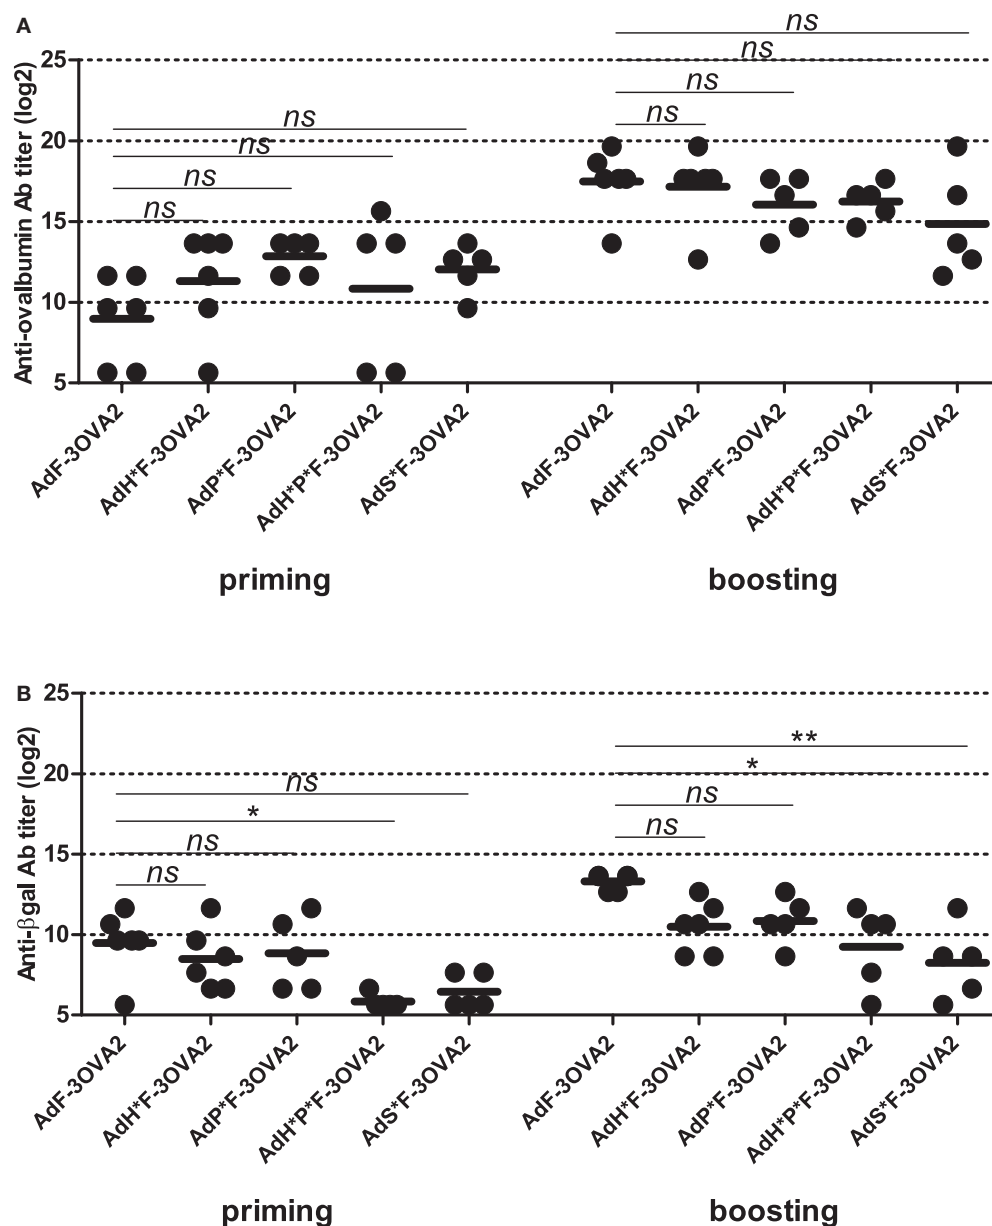 A
Anti-ovalbumin Ab titer (log2)
25
20
15
10
5
ns
ns
ns
ns
ns
ns
ns
ns
AdF-3OVA2
AdH*F-3OVA2
AdP*F-3OVA2
AdH*P*F-3OVA2
AdS*F-3OVA2
AdF-3OVA2
AdH*F-3OVA2
AdP*F-3OVA2
AdH*P*F-3OVA2
AdS*F-3OVA2
priming
boosting
B
Anti-βgal Ab titer (log2)
25
20
15
10
5
ns
*
ns
ns
**
*
ns
ns
AdF-3OVA2
AdH*F-3OVA2
AdP*F-3OVA2
AdH*P*F-3OVA2
AdS*F-3OVA2
AdF-3OVA2
AdH*F-3OVA2
AdP*F-3OVA2
AdH*P*F-3OVA2
AdS*F-3OVA2
priming
boosting